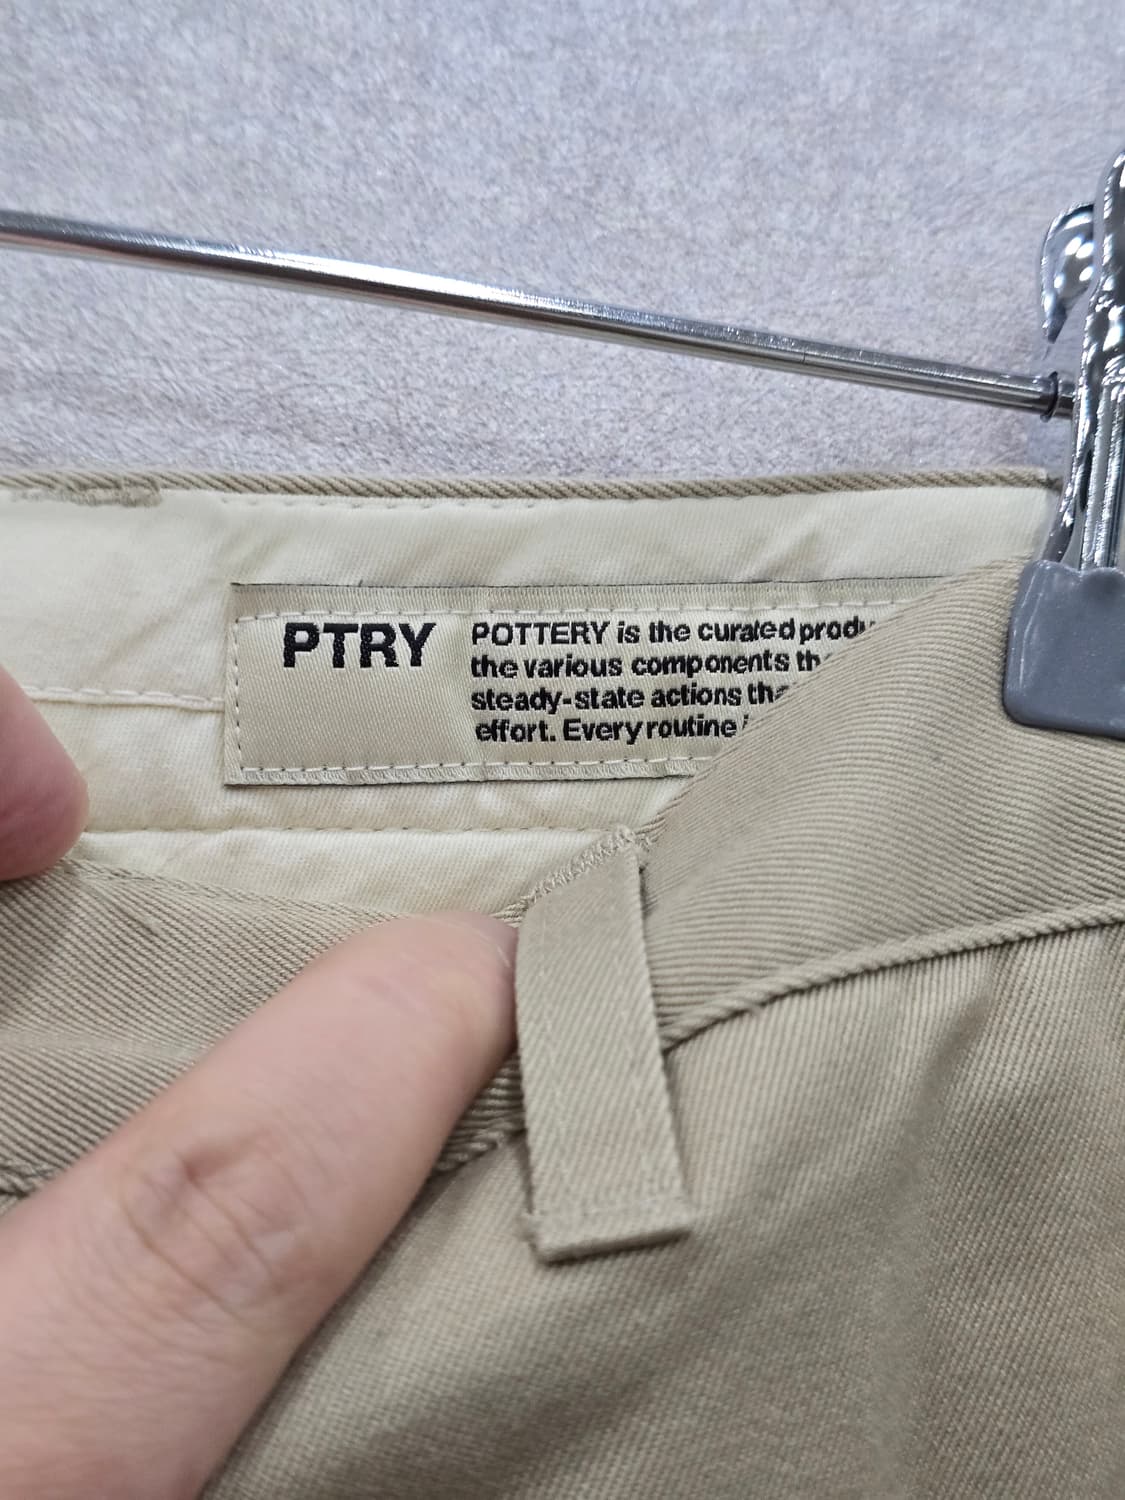 PTRY
POTTERY is the curated
the various components
steady-state actions
effort. Every routine